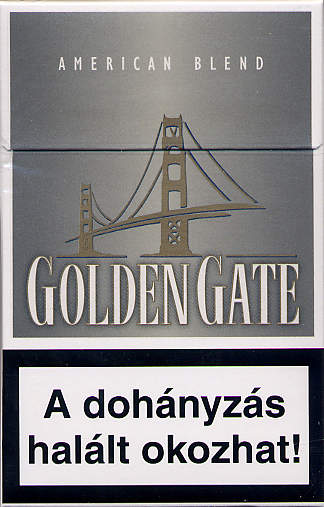 AMERICAN BLEND
GOLDEN GATE
A dohányzás
halált okozhat!